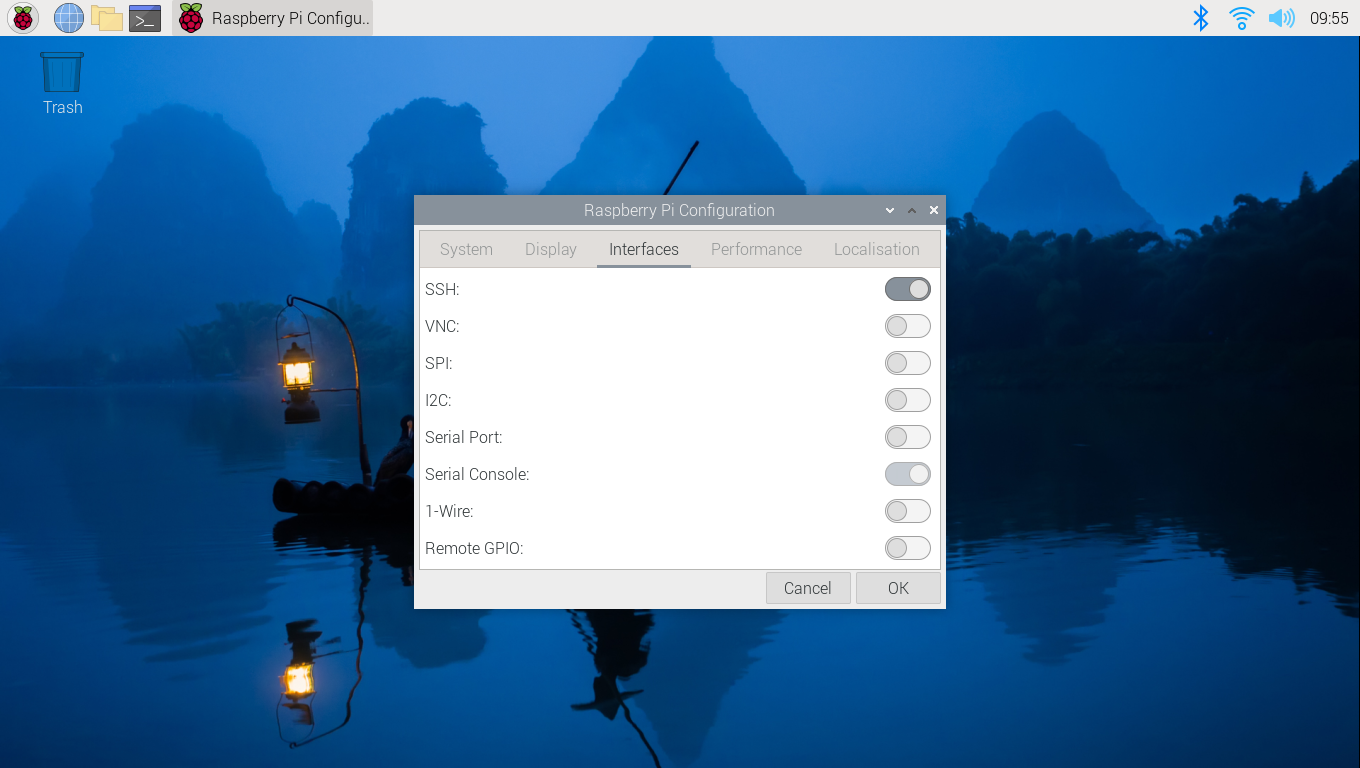 Raspberry Pi Configu..
09:55
Trash
Raspberry Pi Configuration
System Display Interfaces Performance Localisation
SSH:
VNC:
SPI:
I2C:
Serial Port:
Serial Console:
1-Wire:
Remote GPIO:
Cancel OK